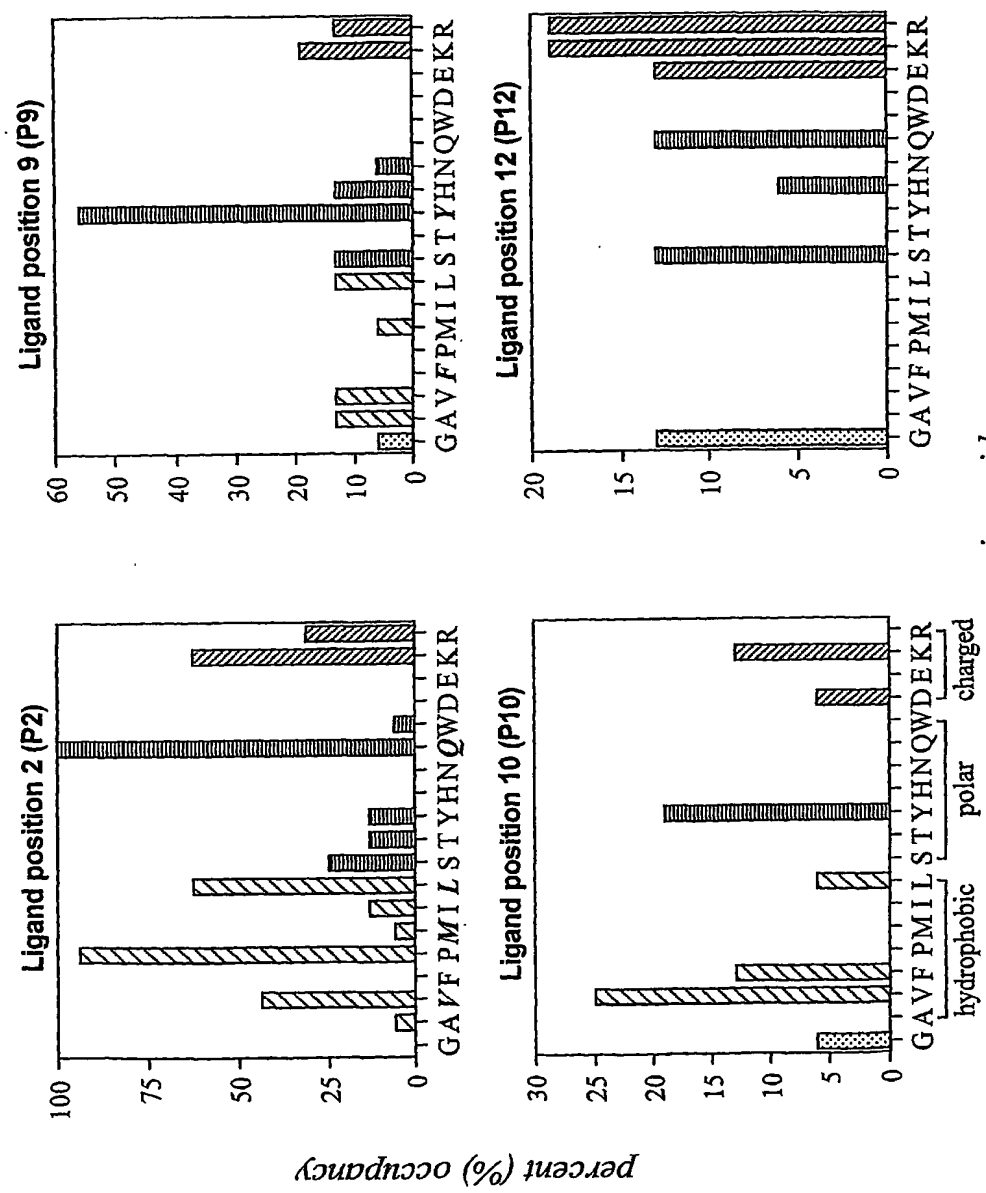 percent (%) occupancy
Ligand position 2 (P2)
100
75
50
25
0
G A V F P M I L S T Y H N Q W D E K R
Ligand position 9 (P9)
60
50
40
30
20
10
0
G A V F P M I L S T Y H N Q W D E K R
Ligand position 10 (P10)
30
25
20
15
10
5
0
G A V F P M I L S T Y H N Q W D E K R
hydrophobic polar charged
Ligand position 12 (P12)
20
15
10
5
0
G A V F P M I L S T Y H N Q W D E K R